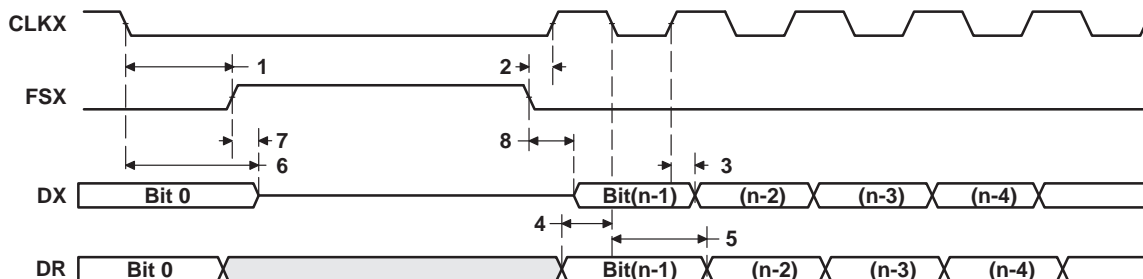 CLKX
1
2
FSX
7
8
6
3
DX
Bit 0
Bit(n-1)
(n-2)
(n-3)
(n-4)
4
5
DR
Bit 0
Bit(n-1)
(n-2)
(n-3)
(n-4)